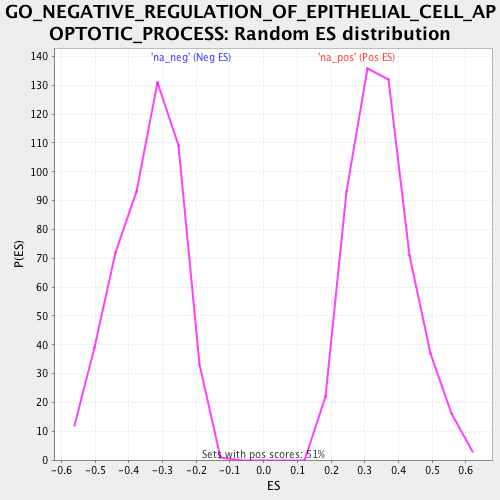 GO_NEGATIVE_REGULATION_OF_EPITHELIAL_CELL_AP
OPTOTIC_PROCESS: Random ES distribution
'na_neg' (Neg ES) 'na_pos' (Pos ES)
140
130
120
110
100
90
80
70
60
50
40
30
20
10
0
P(ES)
Sets with pos scores: 51%
-0.6 -0.5 -0.4 -0.3 -0.2 -0.1 0.0 0.1 0.2 0.3 0.4 0.5 0.6
ES